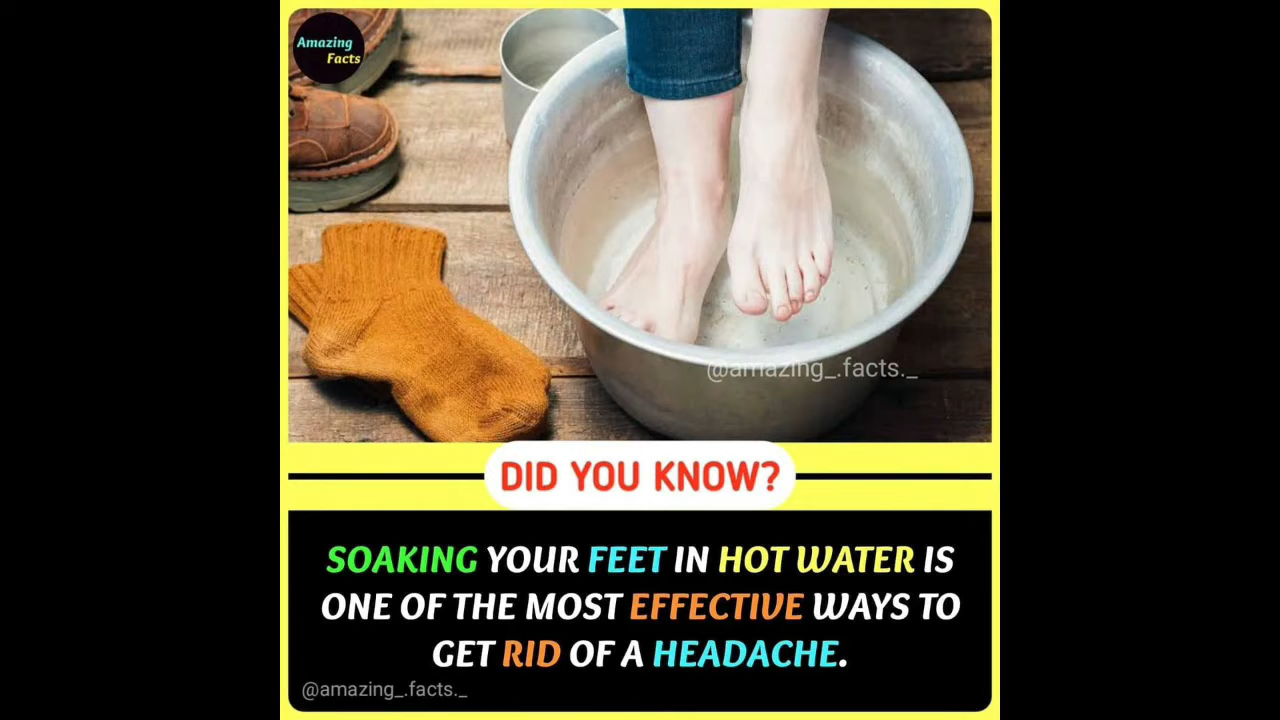 Amazing
Facts
@amazing_.facts._
DID YOU KNOW?
SOAKING YOUR FEET IN HOT WATER IS
ONE OF THE MOST EFFECTIVE WAYS TO
GET RID OF A HEADACHE.
@amazing_.facts._